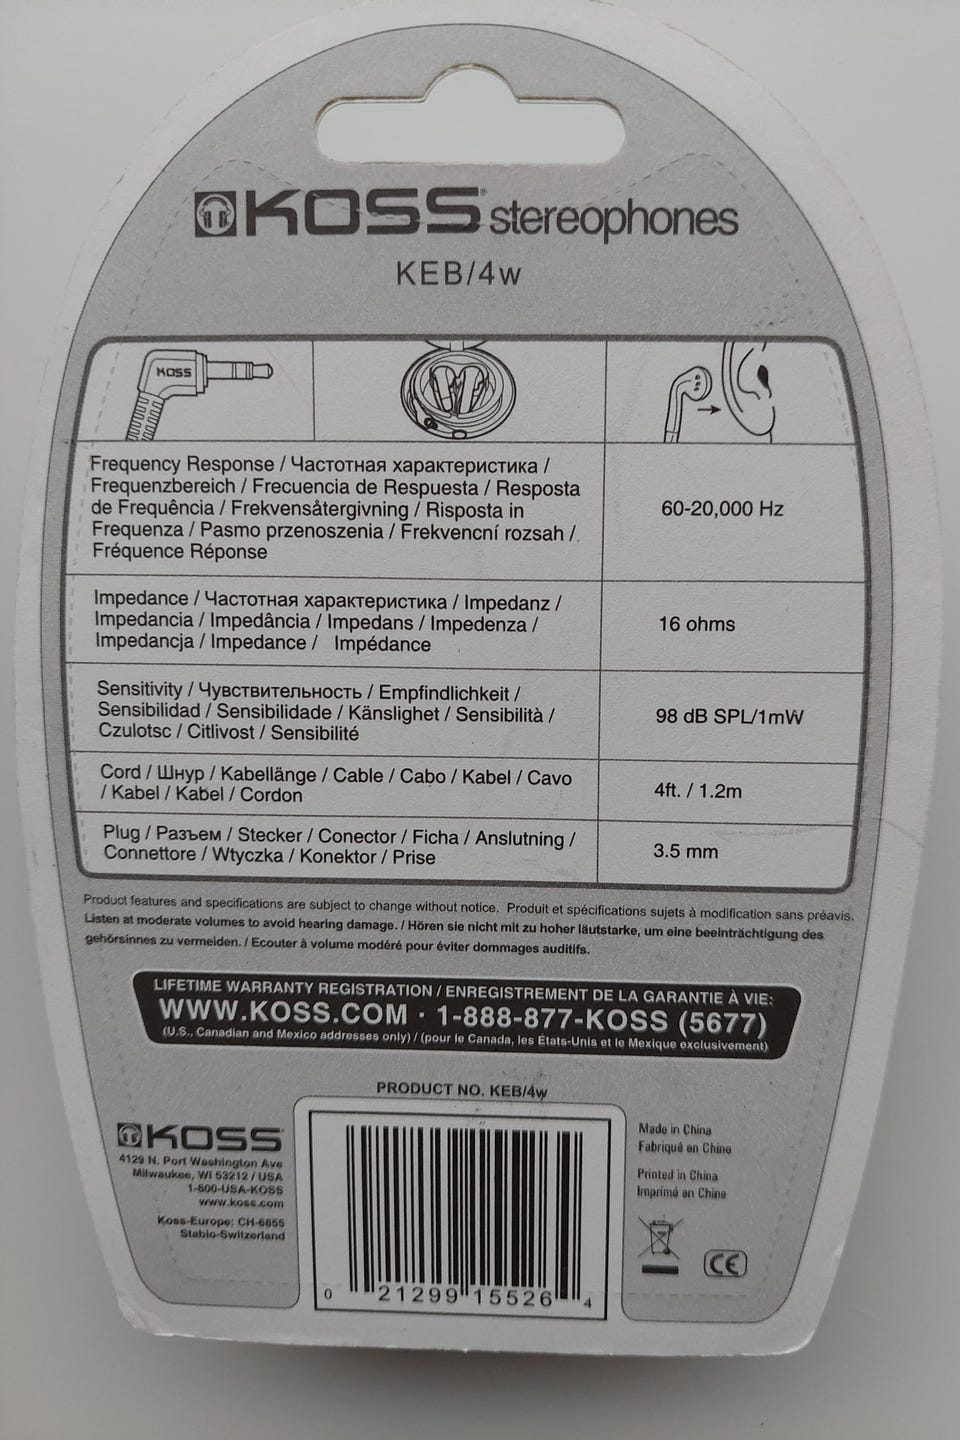 KOSS® stereophones
KEB/4w
KOSS
Frequency Response / Частотная характеристика /
Frequenzbereich / Frecuencia de Respuesta / Resposta
de Frequência / Frekvensåtergivning / Risposta in
Frequenza / Pasmo przenoszenia / Frekvencní rozsah /
Fréquence Réponse
60-20,000 Hz
Impedance / Частотная характеристика / Impedanz /
Impedancia / Impedância / Impedans / Impedenza /
Impedancja / Impedance / Impédance
16 ohms
Sensitivity / Чувствительность / Empfindlichkeit /
Sensibilidad / Sensibilidade / Känslighet / Sensibilità /
Czulotsc / Citlivost / Sensibilité
98 dB SPL/1mW
Cord / Шнур / Kabellänge / Cable / Cabo / Kabel / Cavo
/ Kabel / Kabel / Cordon
4ft. / 1.2m
Plug / Разъем / Stecker / Conector / Ficha / Anslutning /
Connettore / Wtyczka / Konektor / Prise
3.5 mm
Product features and specifications are subject to change without notice. Produit et spécifications sujets à modification sans préavis.
Listen at moderate volumes to avoid hearing damage. / Hören sie nicht mit zu hoher läutstarke, um eine beeinträchtigung des
gehörsinnes zu vermeiden. / Ecouter à volume modéré pour éviter dommages auditifs.
LIFETIME WARRANTY REGISTRATION / ENREGISTREMENT DE LA GARANTIE À VIE:
WWW.KOSS.COM · 1-888-877-KOSS (5677)
(U.S., Canadian and Mexico addresses only) / (pour le Canada, les États-Unis et le Mexique exclusivement)
PRODUCT NO. KEB/4w
KOSS
4129 N. Port Washington Ave
Milwaukee, WI 53212 / USA
1-800-USA-KOSS
www.koss.com
Koss-Europe: CH-6855
Stabio-Switzerland
0 21299 15526 4
Made in China
Fabriqué en Chine
Printed in China
Imprimé en Chine
CE